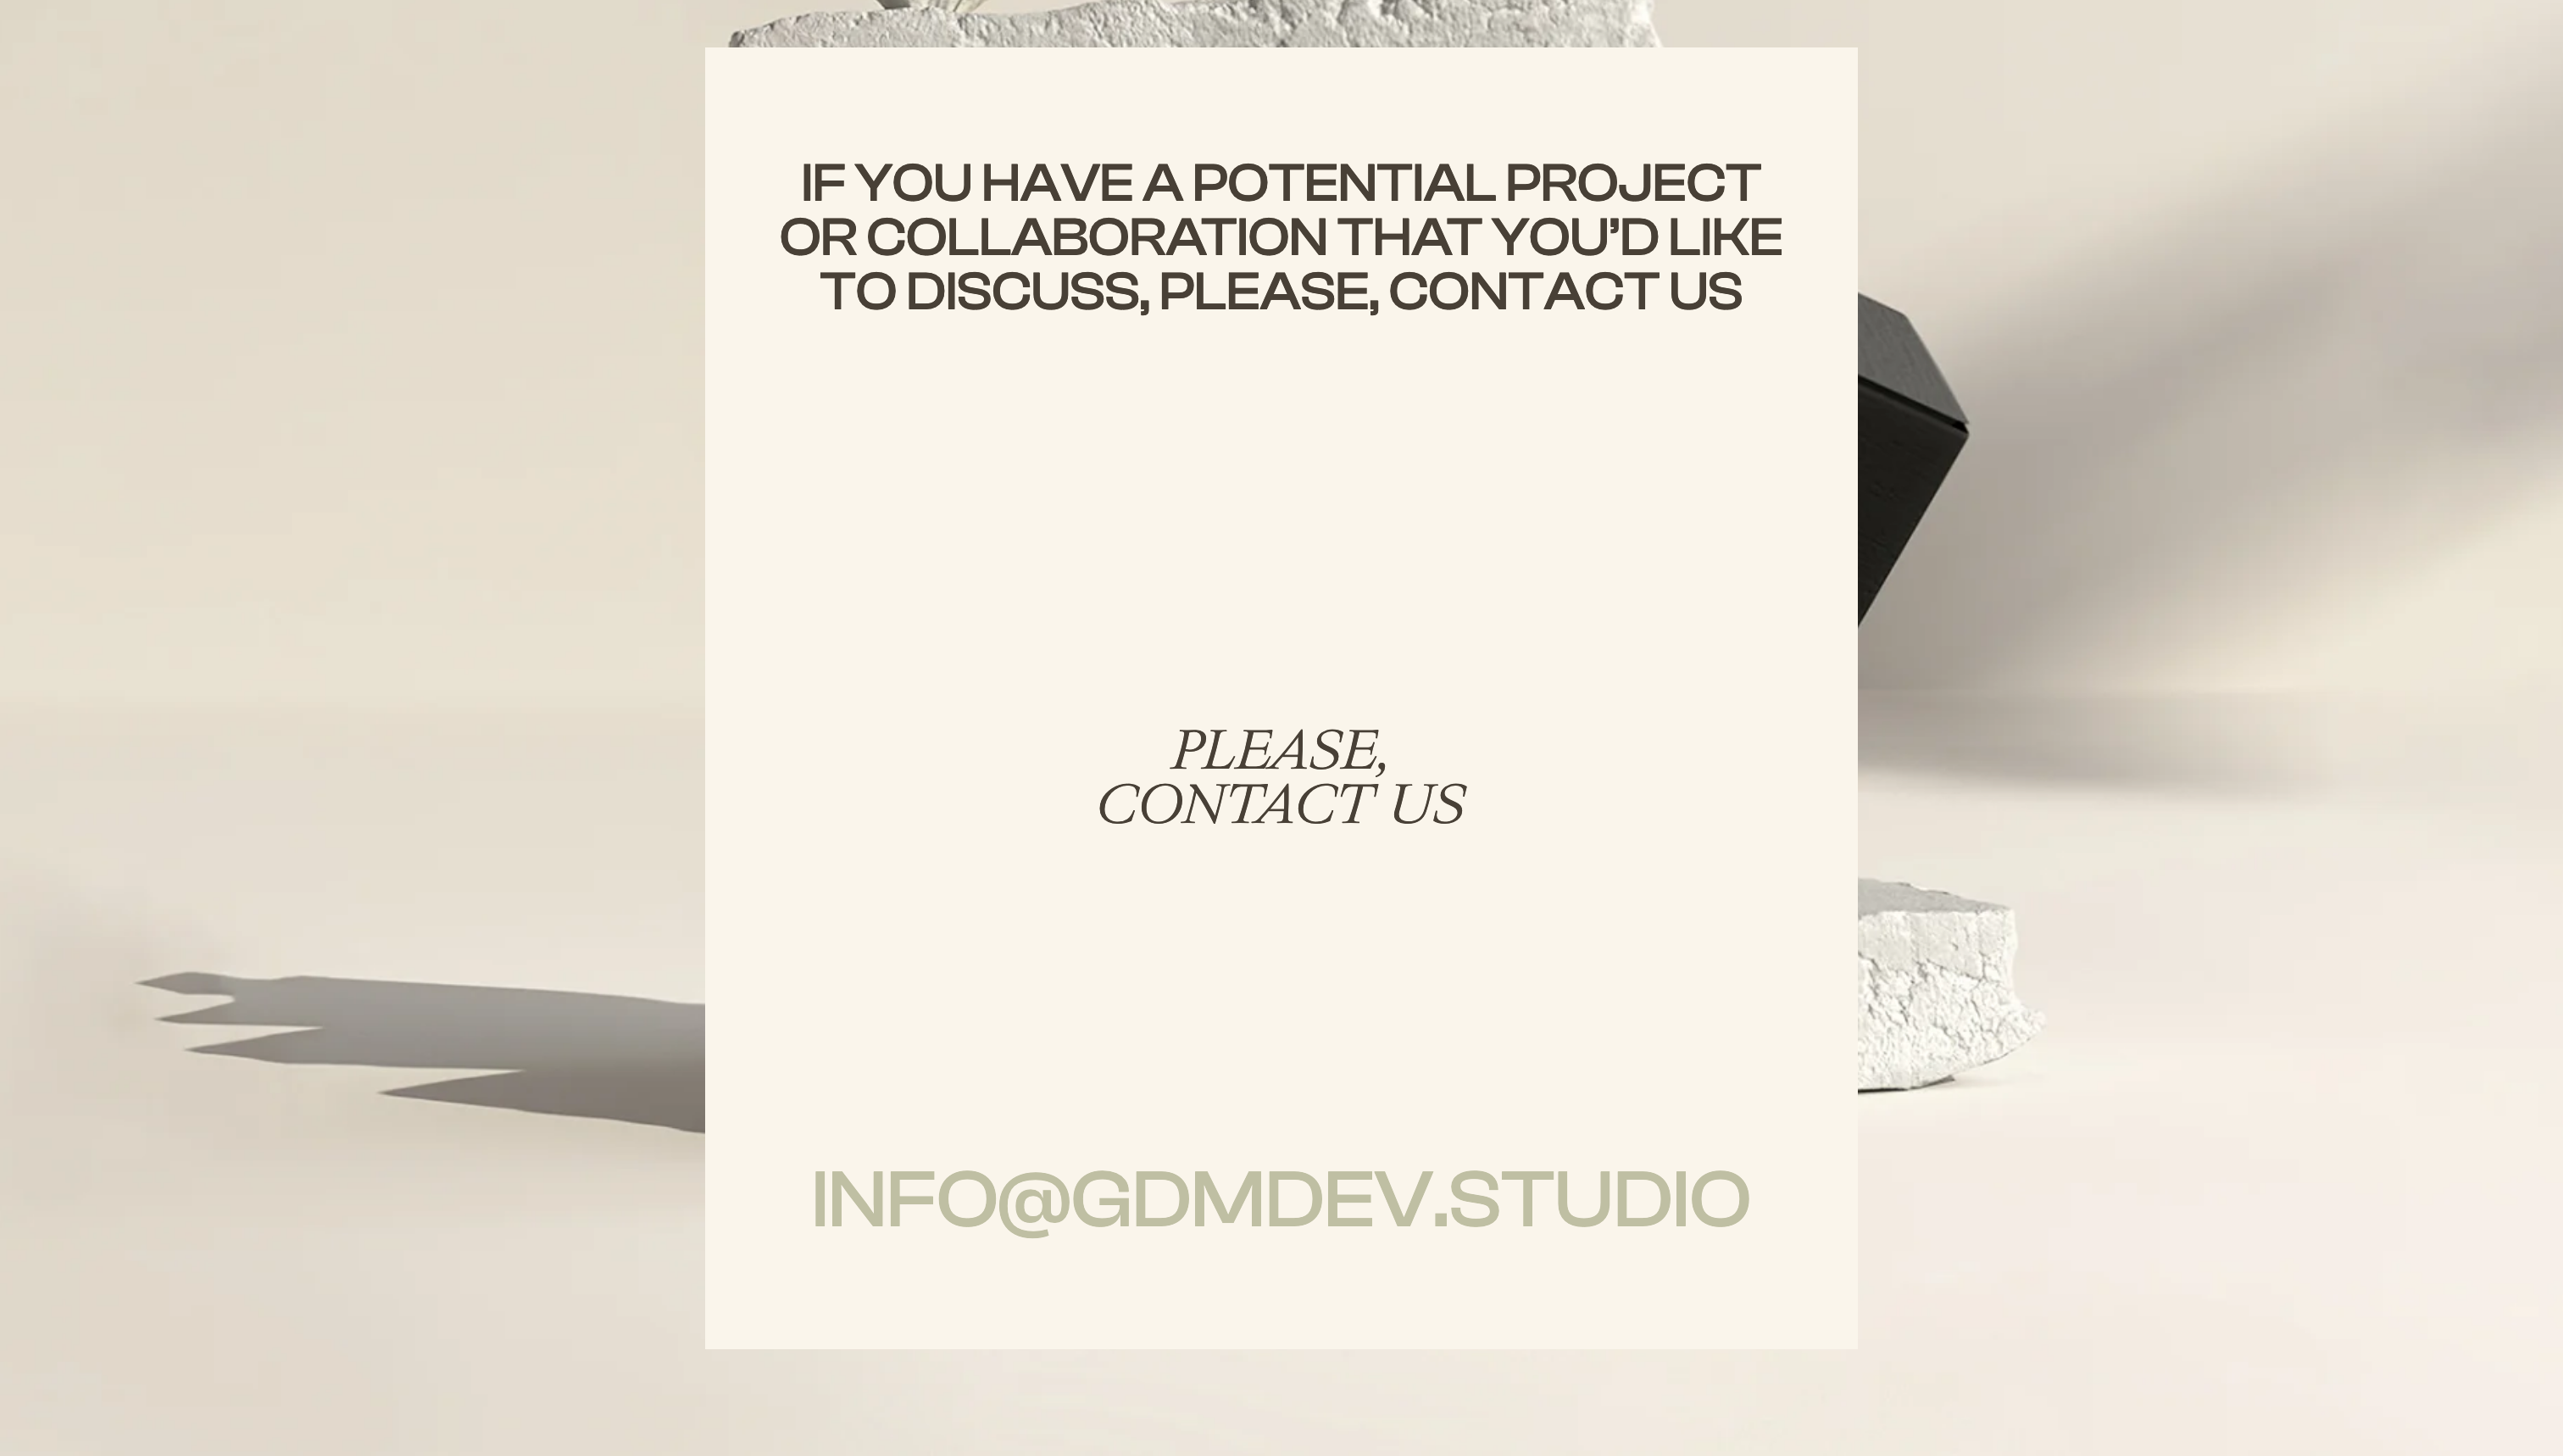 IF YOU HAVE A POTENTIAL PROJECT
OR COLLABORATION THAT YOU’D LIKE
TO DISCUSS, PLEASE, CONTACT US
PLEASE,
CONTACT US
INFO@GDMDEV.STUDIO